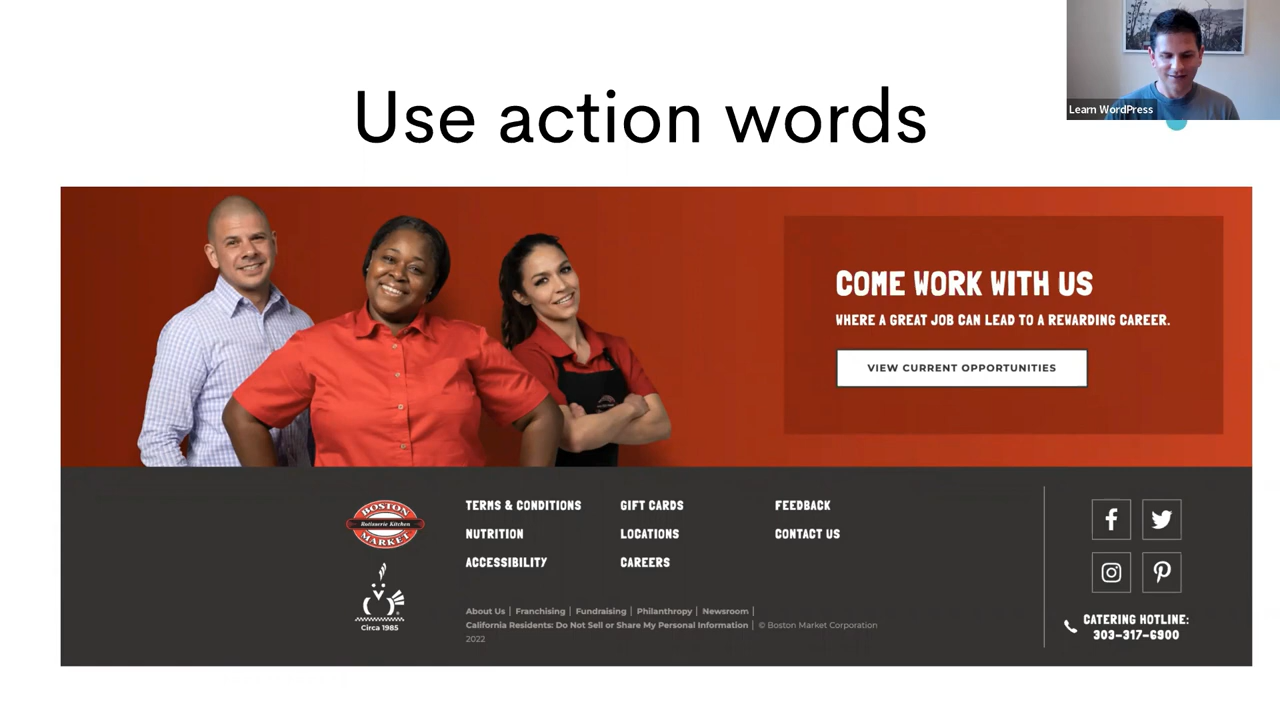 Use action words
Learn WordPress
COME WORK WITH US
WHERE A GREAT JOB CAN LEAD TO A REWARDING CAREER.
VIEW CURRENT OPPORTUNITIES
BOSTON
Rotisserie Kitchen
MARKET
Circa 1985
TERMS & CONDITIONS
NUTRITION
ACCESSIBILITY
GIFT CARDS
LOCATIONS
CAREERS
FEEDBACK
CONTACT US
About Us | Franchising | Fundraising | Philanthropy | Newsroom |
California Residents: Do Not Sell or Share My Personal Information | © Boston Market Corporation
2022
CATERING HOTLINE:
303-317-6900